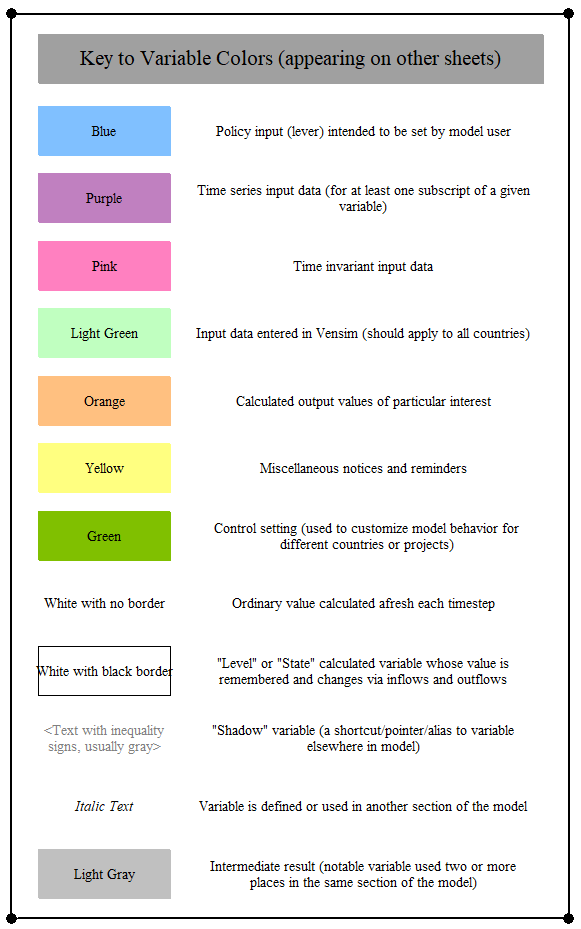 Key to Variable Colors (appearing on other sheets)
Blue
Policy input (lever) intended to be set by model user
Purple
Time series input data (for at least one subscript of a given
variable)
Pink
Time invariant input data
Light Green
Input data entered in Vensim (should apply to all countries)
Orange
Calculated output values of particular interest
Yellow
Miscellaneous notices and reminders
Green
Control setting (used to customize model behavior for
different countries or projects)
White with no border
Ordinary value calculated afresh each timestep
White with black border
"Level" or "State" calculated variable whose value is
remembered and changes via inflows and outflows
<Text with inequality
signs, usually gray>
"Shadow" variable (a shortcut/pointer/alias to variable
elsewhere in model)
Italic Text
Variable is defined or used in another section of the model
Light Gray
Intermediate result (notable variable used two or more
places in the same section of the model)